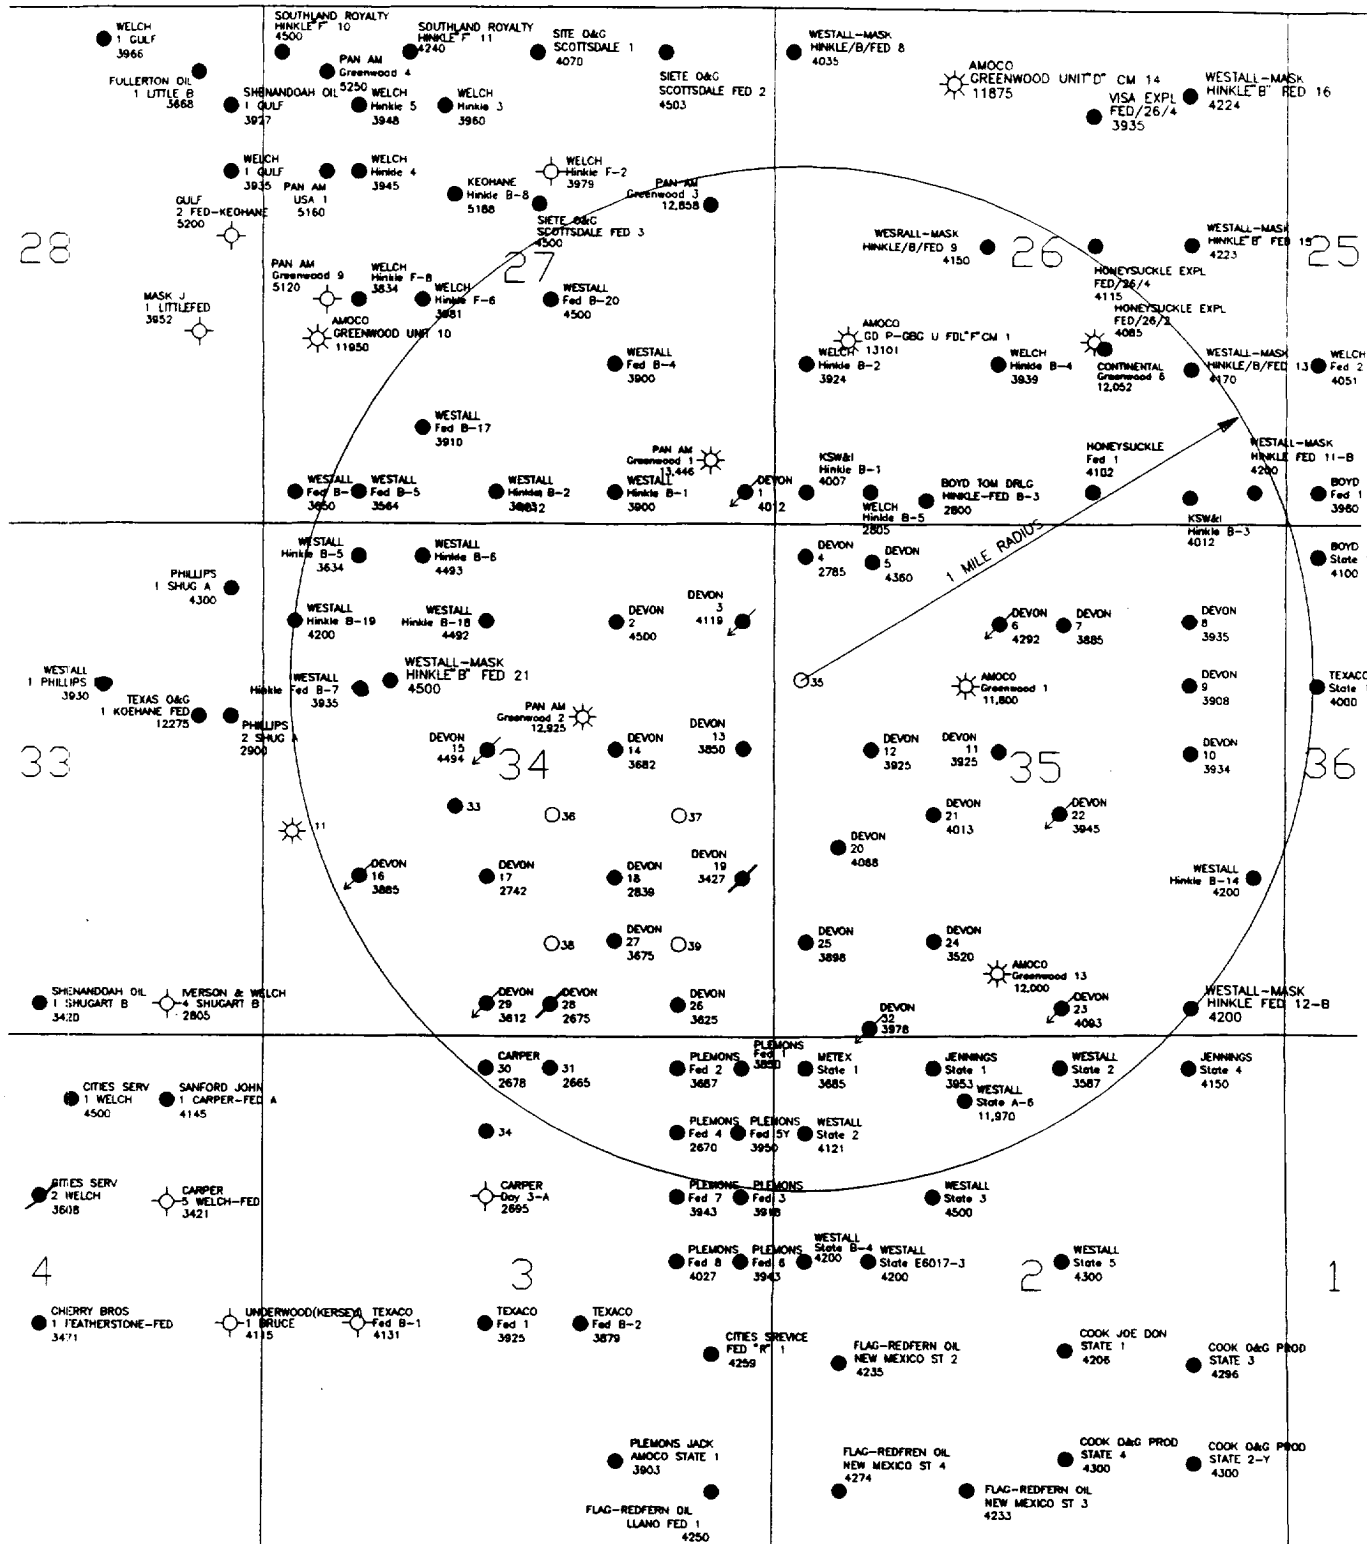 WELCH
1 GULF
3966
SOUTHLAND ROYALTY
HINKLE"F" 10
4500
SOUTHLAND ROYALTY
HINKLE"F" 11
4240
SITE O&G
SCOTTSDALE 1
4070
SIETE O&G
SCOTTSDALE FED 2
4503
WESTALL-MASK
HINKLE/B/FED 8
4035
AMOCO
GREENWOOD UNIT"D" CM 14
11875
WESTALL-MASK
HINKLE"B" FED 16
4224
VISA EXPL
FED/26/4
3935
FULLERTON OIL
1 LITTLE B
3668
PAN AM
Greenwood 4
5250
SHENANDOAH OIL
1 GULF
3927
WELCH
Hinkle 5
3948
WELCH
Hinkle 3
3960
WELCH
1 GULF
3935
PAN AM
USA 1
5160
WELCH
Hinkle 4
3945
WELCH
Hinkle F-2
3979
KEOHANE
Hinkle B-8
5188
PAN AM
Greenwood 3
12,858
GULF
2 FED-KEOHANE
5200
SIETE O&G
SCOTTSDALE FED 3
4500
28
27
26
25
WESRALL-MASK
HINKLE/B/FED 9
4150
HONEYSUCKLE EXPL
FED/26/4
4115
WESTALL-MASK
HINKLE"B" FED 15
4223
PAN AM
Greenwood 9
5120
WELCH
Hinkle F-8
3834
WELCH
Hinkle F-6
3981
WESTALL
Fed B-20
4500
MASK J
1 LITTLEFED
3952
AMOCO
GREENWOOD UNIT 10
11950
AMOCO
GD P-GBG U FDL"F"CM 1
13101
HONEYSUCKLE EXPL
FED/26/2
4085
WESTALL
Fed B-4
3900
WELCH
Hinkle B-2
3924
WELCH
Hinkle B-4
3939
CONTINENTAL
Greenwood 6
12,052
WESTALL-MASK
HINKLE/B/FED 13
4170
WELCH
Fed 2
4051
WESTALL
Fed B-17
3910
PAN AM
Greenwood 1
13,446
WESTALL
3650
WESTALL
Fed B-5
3564
WESTALL
Hinkle B-2
WESTALL
Hinkle B-1
3900
DEVON
1
4012
KSW&I
Hinkle B-1
4007
WELCH
Hinkle B-5
2805
BOYD TOM DRLG
HINKLE-FED B-3
2800
HONEYSUCKLE
Fed 1
4102
WESTALL-MASK
HINKLE FED 11-B
4200
KSW&I
Hinkle B-3
4012
BOYD
Fed 1
3960
WESTALL
Hinkle B-5
3634
WESTALL
Hinkle B-6
4493
DEVON
4
2785
DEVON
5
4360
1 MILE RADIUS
BOYD
State
4100
PHILLIPS
1 SHUG A
4300
WESTALL
Hinkle B-19
4200
WESTALL
Hinkle B-18
4492
DEVON
2
4500
DEVON
3
4119
DEVON
6
4292
DEVON
7
3885
DEVON
8
3935
WESTALL
1 PHILLIPS
3930
TEXAS O&G
1 KOEHANE FED
12275
PHILLIPS
2 SHUG A
2900
WESTALL
Hinkle Fed B-7
3935
WESTALL-MASK
HINKLE"B" FED 21
4500
PAN AM
Greenwood 2
12,925
35
AMOCO
Greenwood 1
11,800
DEVON
9
3908
TEXACO
State
4000
33
DEVON
15
4494
34
DEVON
14
3682
DEVON
13
3850
DEVON
12
3925
DEVON
11
3925
35
DEVON
10
3934
36
33
36
37
DEVON
21
4013
DEVON
22
3945
11
DEVON
20
4088
DEVON
16
3885
DEVON
17
2742
DEVON
18
2839
DEVON
19
3427
WESTALL
Hinkle B-14
4200
38
DEVON
27
3675
39
DEVON
25
3898
DEVON
24
3520
AMOCO
Greenwood 13
12,000
SHENANDOAH OIL
1 SHUGART B
3420
IVERSON & WELCH
4 SHUGART B
2805
DEVON
29
3612
DEVON
28
2675
DEVON
26
3625
DEVON
32
3978
DEVON
23
4093
WESTALL-MASK
HINKLE FED 12-B
4200
CARPER
30
2678
31
2665
PLEMONS
Fed 2
3687
PLEMONS
Fed 1
3850
METEX
State 1
3685
JENNINGS
State 1
3953
WESTALL
State 2
3587
JENNINGS
State 4
4150
CITIES SERV
1 WELCH
4500
SANFORD JOHN
1 CARPER-FED A
4145
WESTALL
State A-6
11,970
34
PLEMONS
Fed 4
2670
PLEMONS
Fed 5Y
3950
WESTALL
State 2
4121
CITIES SERV
2 WELCH
3608
CARPER
5 WELCH-FED
3421
CARPER
Day 3-A
2695
PLEMONS
Fed 7
3943
PLEMONS
Fed 3
3918
WESTALL
State 3
4500
4
3
PLEMONS
Fed 8
4027
PLEMONS
Fed 6
3943
WESTALL
State B-4
4200
WESTALL
State E6017-3
4200
2
WESTALL
State 5
4300
1
CHERRY BROS
1 FEATHERSTONE-FED
3471
UNDERWOOD(KERSEY)
1 BRUCE
4115
TEXACO
Fed B-1
4131
TEXACO
Fed 1
3925
TEXACO
Fed B-2
3879
CITIES SREVICE
FED "R" 1
4259
FLAG-REDFERN OIL
NEW MEXICO ST 2
4235
COOK JOE DON
STATE 1
4206
COOK O&G PROD
STATE 3
4296
PLEMONS JACK
AMOCO STATE 1
3903
FLAG-REDFREN OIL
NEW MEXICO ST 4
4274
COOK O&G PROD
STATE 4
4300
COOK O&G PROD
STATE 2-Y
4300
FLAG-REDFERN OIL
LLANO FED 1
4250
FLAG-REDFERN OIL
NEW MEXICO ST 3
4233